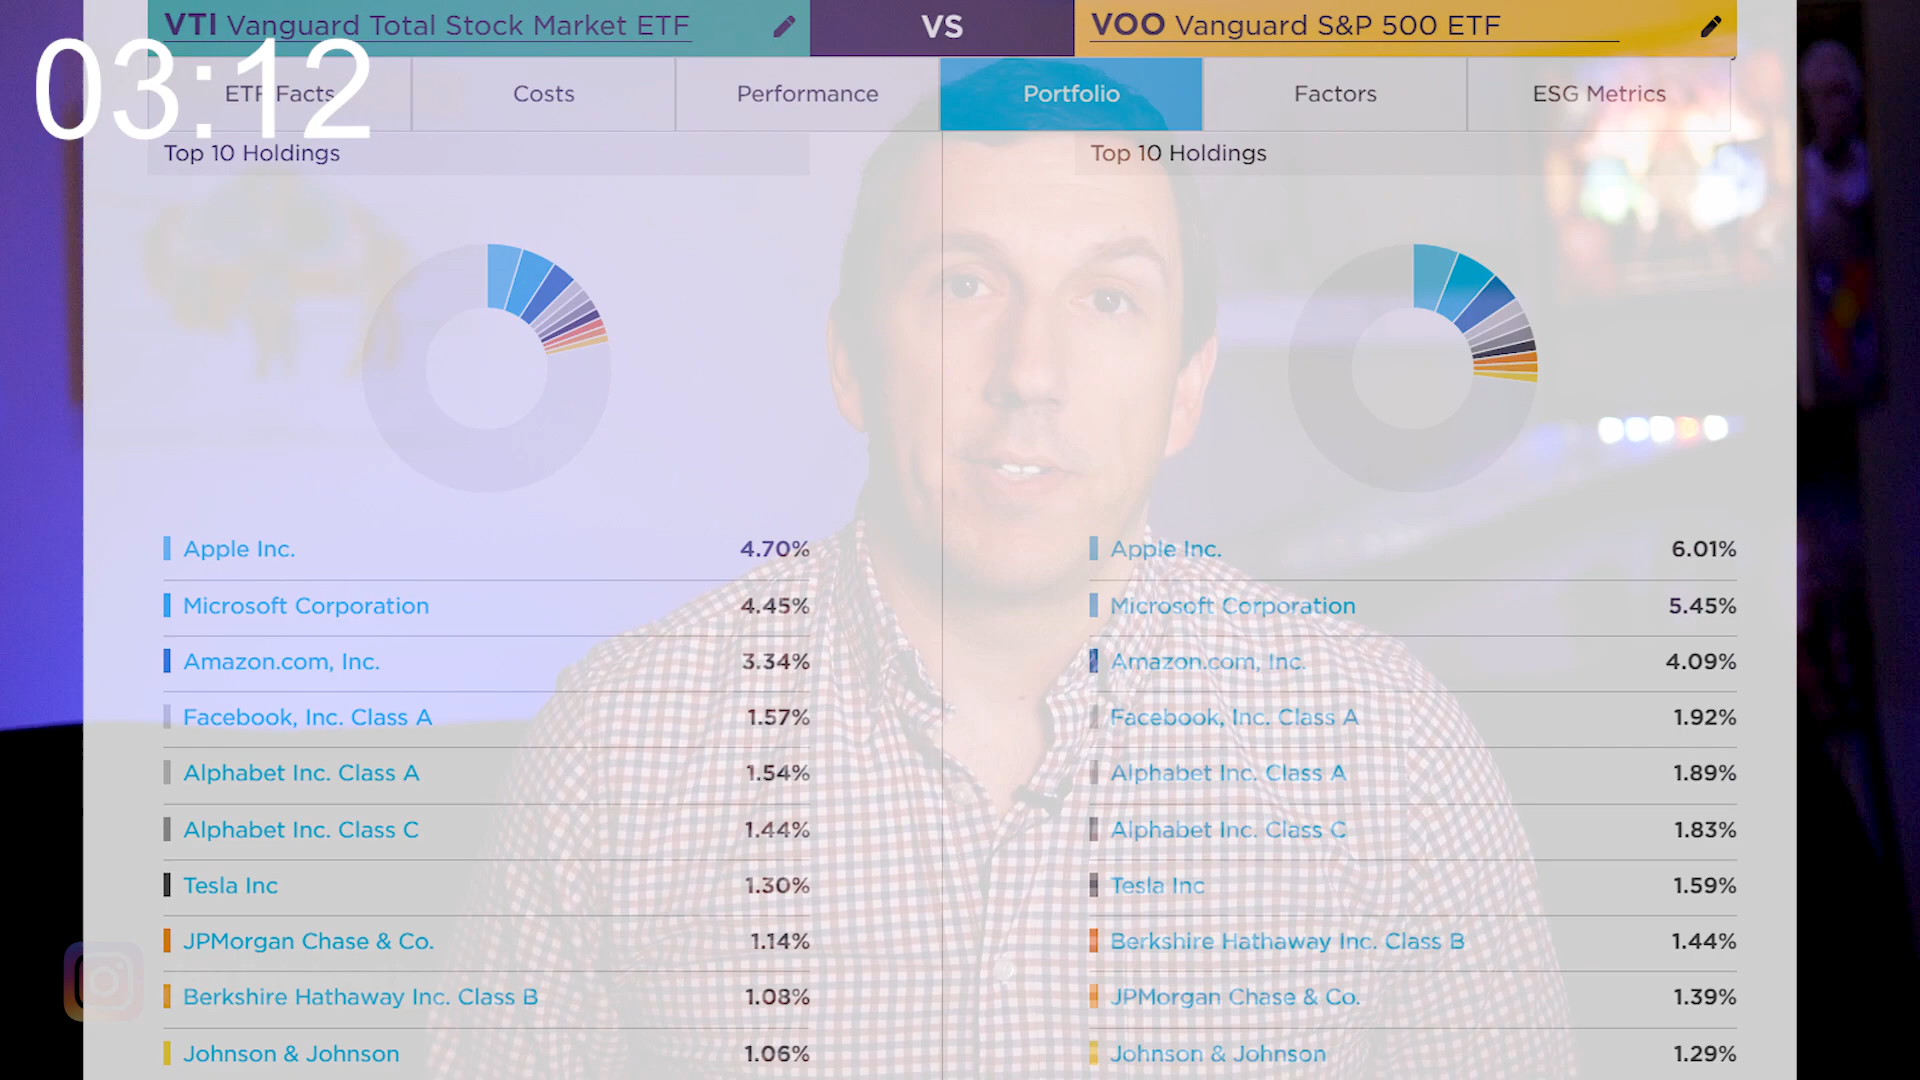 VTI Vanguard Total Stock Market ETF VS VOO Vanguard S&P 500 ETF
03:12
ETF Facts Costs Performance Portfolio Factors ESG Metrics
Top 10 Holdings Top 10 Holdings
Apple Inc. 4.70% Apple Inc. 6.01%
Microsoft Corporation 4.45% Microsoft Corporation 5.45%
Amazon.com, Inc. 3.34% Amazon.com, Inc. 4.09%
Facebook, Inc. Class A 1.57% Facebook, Inc. Class A 1.92%
Alphabet Inc. Class A 1.54% Alphabet Inc. Class A 1.89%
Alphabet Inc. Class C 1.44% Alphabet Inc. Class C 1.83%
Tesla Inc 1.30% Tesla Inc 1.59%
JPMorgan Chase & Co. 1.14% Berkshire Hathaway Inc. Class B 1.44%
Berkshire Hathaway Inc. Class B 1.08% JPMorgan Chase & Co. 1.39%
Johnson & Johnson 1.06% Johnson & Johnson 1.29%